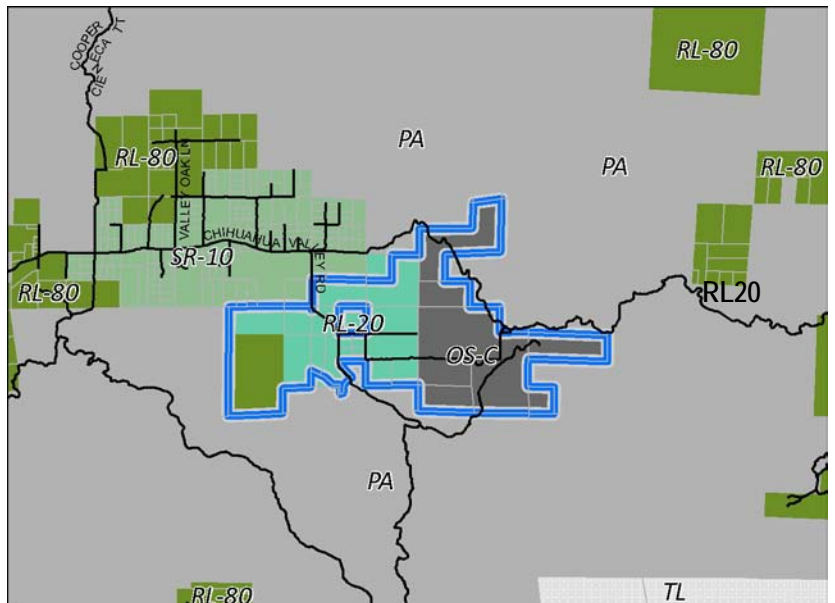 RL-80
COOPER
CIENECA TT
PA
RL-80
PA
RL-80
VALLEY OAK LN
CHIHUAHUA VALLEY RD
SR-10
RL-80
RL20
RL-20
OS-C
PA
RL-80
TL